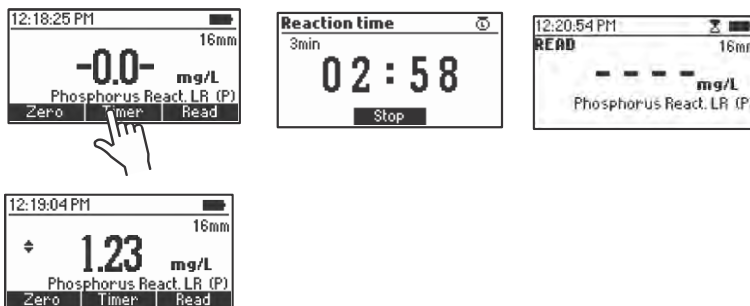 12:18:25 PM
16mm
-0.0- mg/L
Phosphorus React. LR (P)
Zero Timer Read
Reaction time
3min
02:58
Stop
12:20:54 PM
READ 16mm
- - - - mg/L
Phosphorus React. LR (P
12:19:04 PM
16mm
1.23 mg/L
Phosphorus React. LR (P)
Zero Timer Read